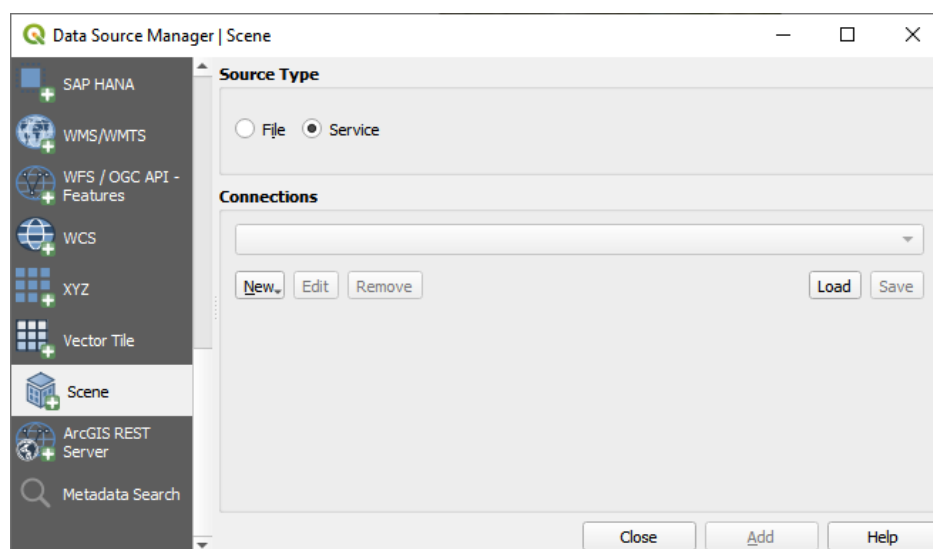 Data Source Manager | Scene
SAP HANA
WMS/WMTS
WFS / OGC API -
Features
WCS
XYZ
Vector Tile
Scene
ArcGIS REST
Server
Metadata Search
Source Type
File Service
Connections
New Edit Remove Load Save
Close Add Help